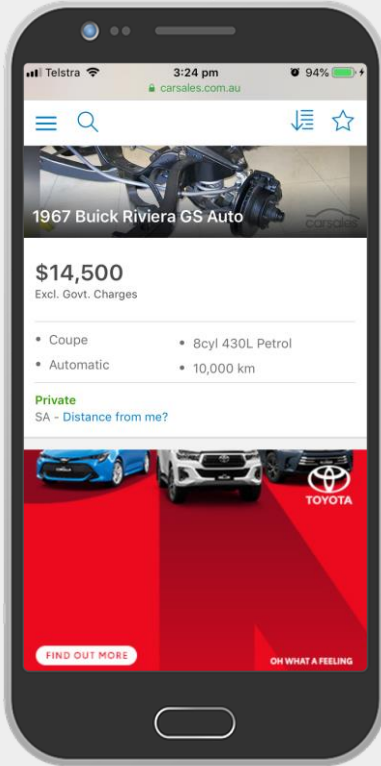 Telstra 3:24 pm 94%
carsales.com.au
1967 Buick Riviera GS Auto
carsales
$14,500
Excl. Govt. Charges
• Coupe • 8cyl 430L Petrol
• Automatic • 10,000 km
Private
SA - Distance from me?
TOYOTA
FIND OUT MORE OH WHAT A FEELING